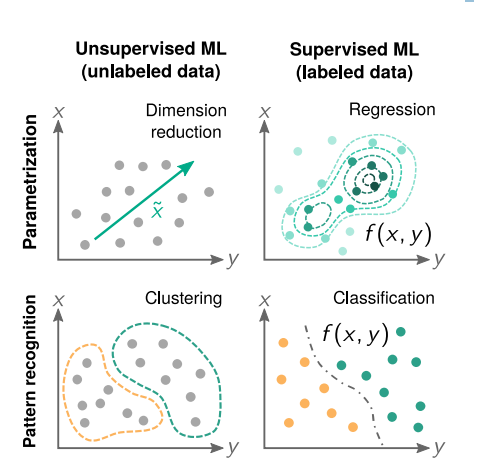 Unsupervised ML
(unlabeled data)
Supervised ML
(labeled data)
Parametrization
x
Dimension
reduction
x̃
y
x
Regression
f(x, y)
y
Pattern recognition
x
Clustering
y
x
Classification
f(x, y)
y